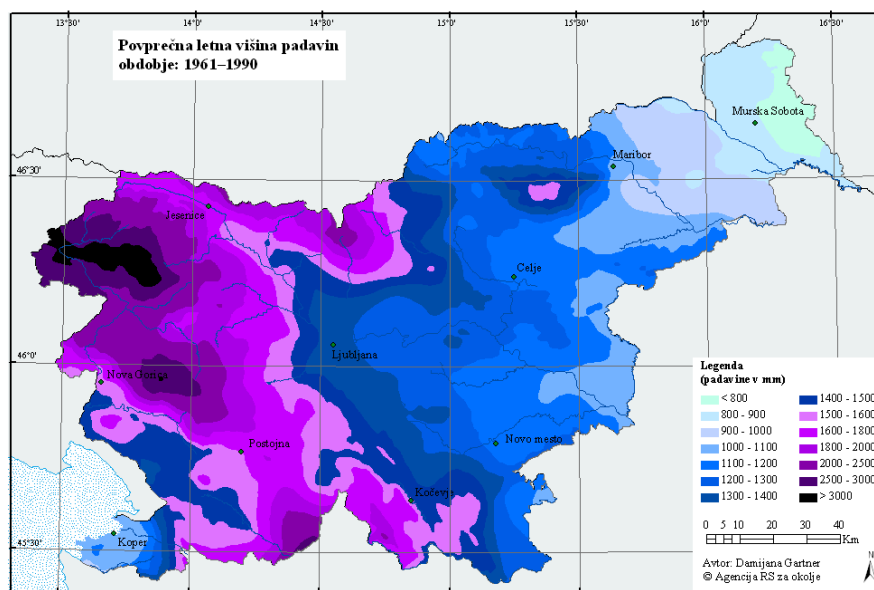 13°30' 14°0' 14°30' 15°0' 15°30' 16°0' 16°30'
Povprečna letna višina padavin
obdobje: 1961–1990
Murska Sobota
Maribor
46°30'
Jesenice
Celje
Ljubljana
46°0'
Nova Gorica
Novo mesto
Postojna
Kočevje
Koper
45°30'
Legenda
(padavine v mm)
< 800 1400 - 1500
800 - 900 1500 - 1600
900 - 1000 1600 - 1800
1000 - 1100 1800 - 2000
1100 - 1200 2000 - 2500
1200 - 1300 2500 - 3000
1300 - 1400 > 3000
0 5 10 20 30 40
Km
N
Avtor: Damijana Gartner
© Agencija RS za okolje